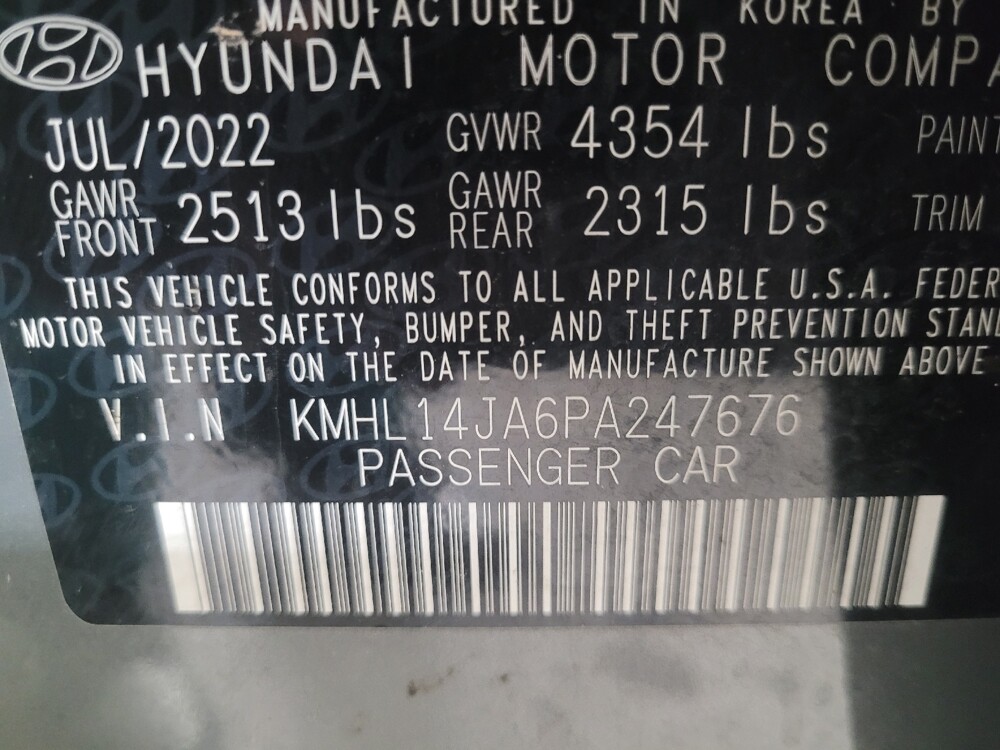 MANUFACTURED IN KOREA BY
HYUNDAI MOTOR COMPA
JUL/2022 GVWR 4354 lbs PAINT
GAWR FRONT 2513 lbs GAWR REAR 2315 lbs TRIM
THIS VEHICLE CONFORMS TO ALL APPLICABLE U.S.A. FEDER
MOTOR VEHICLE SAFETY, BUMPER, AND THEFT PREVENTION STAN
IN EFFECT ON THE DATE OF MANUFACTURE SHOWN ABOVE
V.I.N KMHL14JA6PA247676
PASSENGER CAR